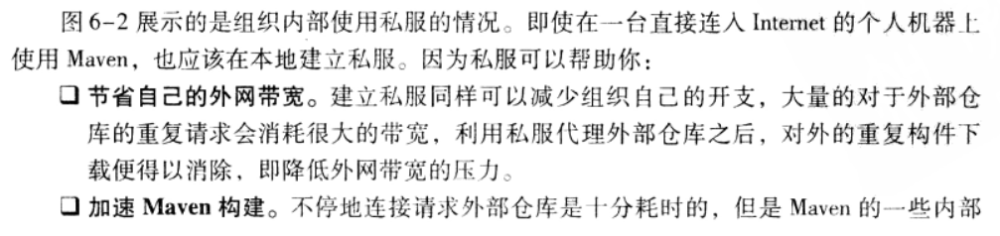 图6-2展示的是组织内部使用私服的情况。即使在一台直接连入 Internet 的个人机器上
使用 Maven，也应该在本地建立私服。因为私服可以帮助你：
❑ 节省自己的外网带宽。建立私服同样可以减少组织自己的开支，大量的对于外部仓
库的重复请求会消耗很大的带宽，利用私服代理外部仓库之后，对外的重复构件下
载便得以消除，即降低外网带宽的压力。
❑ 加速 Maven 构建。不停地连接请求外部仓库是十分耗时的，但是 Maven 的一些内部